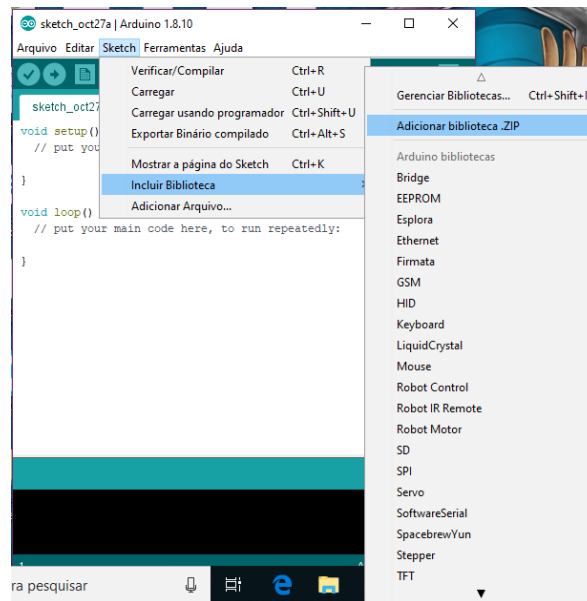 sketch_oct27a | Arduino 1.8.10
Arquivo Editar Sketch Ferramentas Ajuda
sketch_oct27
void setup()
// put you
}
void loop()
// put your main code here, to run repeatedly:
}
Verificar/Compilar Ctrl+R
Carregar Ctrl+U
Carregar usando programador Ctrl+Shift+U
Exportar Binário compilado Ctrl+Alt+S
Mostrar a página do Sketch Ctrl+K
Incluir Biblioteca
Adicionar Arquivo...
Gerenciar Bibliotecas... Ctrl+Shift+I
Adicionar biblioteca .ZIP
Arduino bibliotecas
Bridge
EEPROM
Esplora
Ethernet
Firmata
GSM
HID
Keyboard
LiquidCrystal
Mouse
Robot Control
Robot IR Remote
Robot Motor
SD
SPI
Servo
SoftwareSerial
SpacebrewYun
Stepper
TFT
ra pesquisar